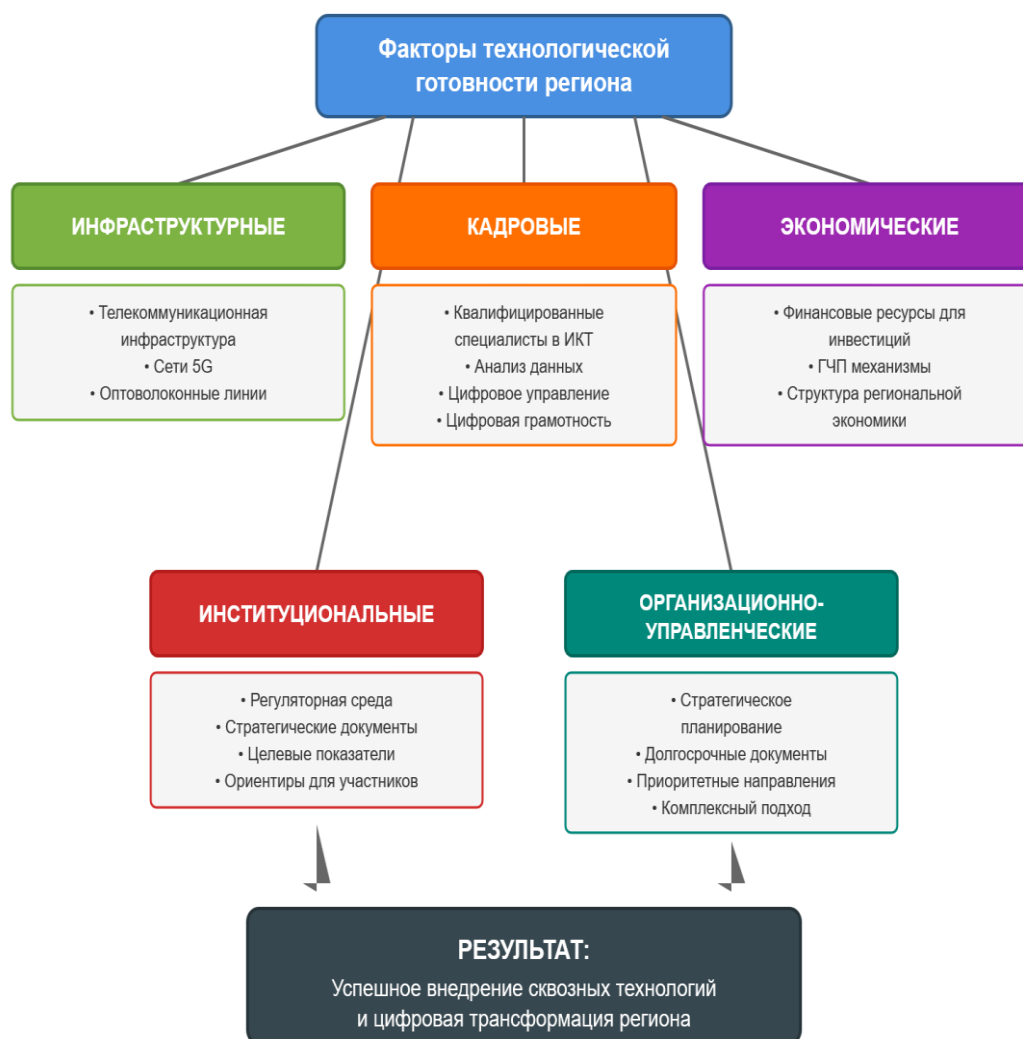 Факторы технологической
готовности региона
ИНФРАСТРУКТУРНЫЕ
• Телекоммуникационная
инфраструктура
• Сети 5G
• Оптоволоконные линии
КАДРОВЫЕ
• Квалифицированные
специалисты в ИКТ
• Анализ данных
• Цифровое управление
• Цифровая грамотность
ЭКОНОМИЧЕСКИЕ
• Финансовые ресурсы для
инвестиций
• ГЧП механизмы
• Структура региональной
экономики
ИНСТИТУЦИОНАЛЬНЫЕ
• Регуляторная среда
• Стратегические документы
• Целевые показатели
• Ориентиры для участников
ОРГАНИЗАЦИОННО-
УПРАВЛЕНЧЕСКИЕ
• Стратегическое
планирование
• Долгосрочные документы
• Приоритетные направления
• Комплексный подход
РЕЗУЛЬТАТ:
Успешное внедрение сквозных технологий
и цифровая трансформация региона